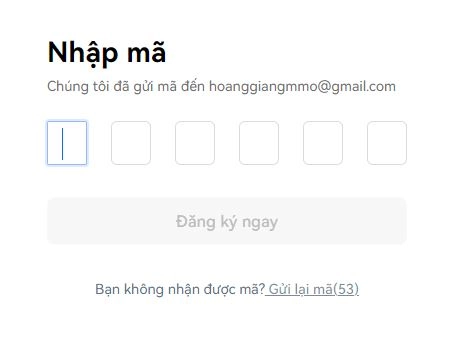 Nhập mã
Chúng tôi đã gửi mã đến hoanggiangmmo@gmail.com
Đăng ký ngay
Bạn không nhận được mã? Gửi lại mã(53)